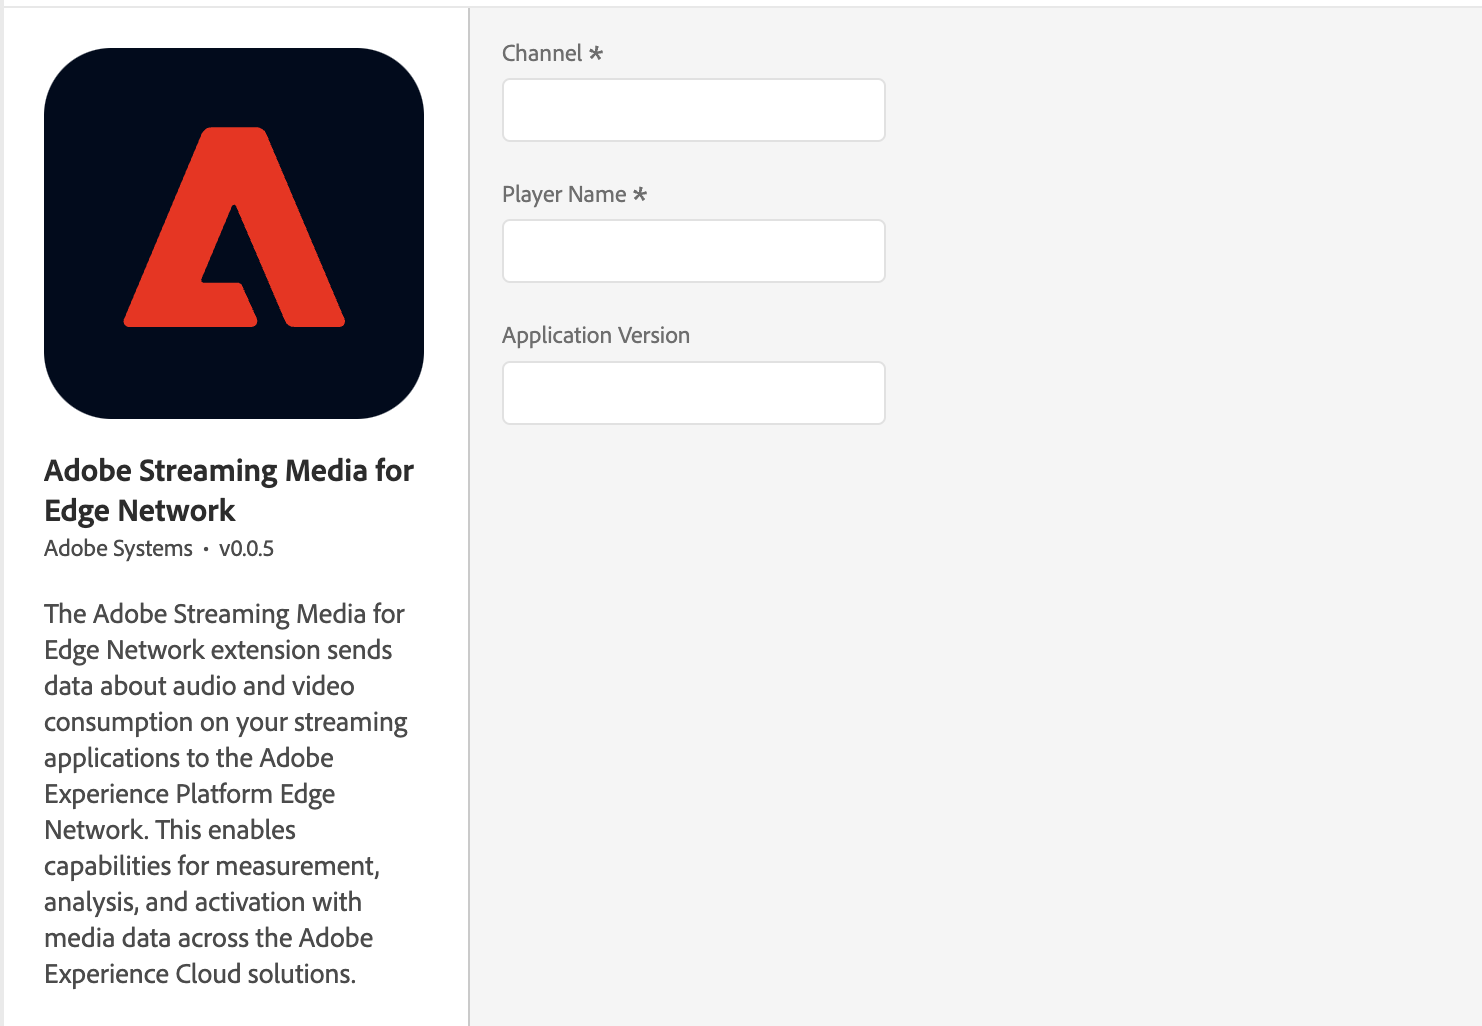 Adobe Streaming Media for
Edge Network
Adobe Systems • v0.0.5
The Adobe Streaming Media for
Edge Network extension sends
data about audio and video
consumption on your streaming
applications to the Adobe
Experience Platform Edge
Network. This enables
capabilities for measurement,
analysis, and activation with
media data across the Adobe
Experience Cloud solutions.
Channel *
Player Name *
Application Version